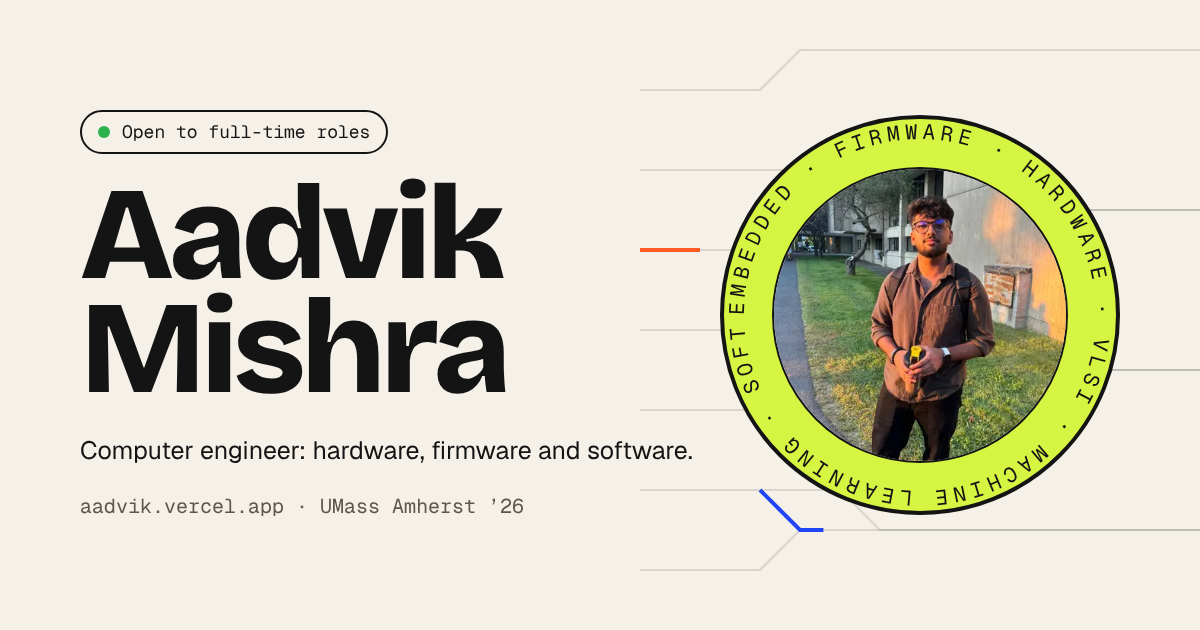 Open to full-time roles
Aadvik
Mishra
Computer engineer: hardware, firmware and software.
aadvik.vercel.app · UMass Amherst ’26
EMBEDDED · FIRMWARE · HARDWARE · VLSI · MACHINE LEARNING · SOFT